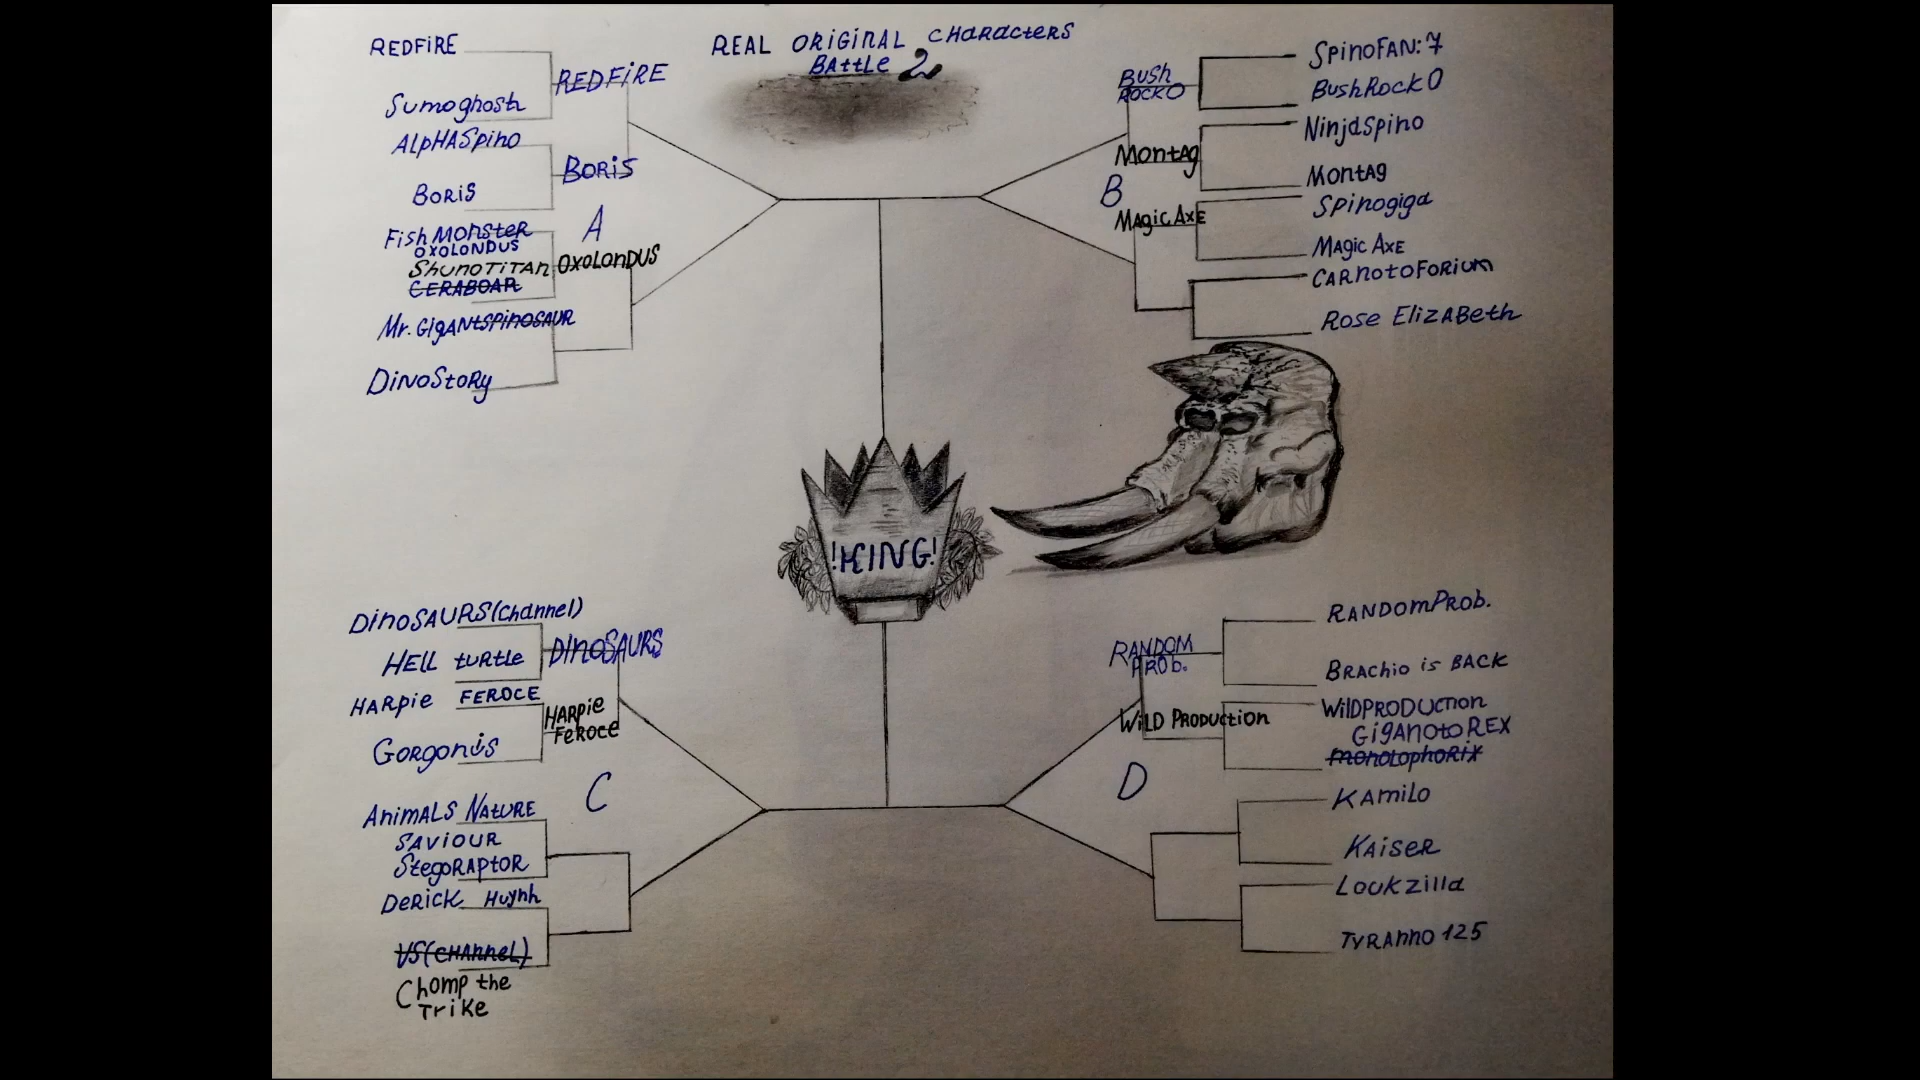 REAL ORIGINAL CHARACTERS
BATTLE 2
REDFIRE
Sumoghosth
REDFIRE
ALPHASpino
BORIS
BORIS
A
Fish MONSTER
OXOLONDUS
SHUNOTITAN
CERABOAR
OXOLONDUS
Mr. GIGANTSPINOSAUR
DINOSTORY
BUSH
ROCKO
SPINOFAN:7
BUSHROCKO
MONTAG
NinjaSpino
MONTAG
B
MAGIC AXE
Spinogiga
MAGIC AXE
CARNOTOFORIUM
ROSE ELIZABETH
!KING!
DINOSAURS(Channel)
HELL TURTLE
DINOSAURS
HARPIE FEROCE
GORGONIS
HARPIE
FEROCE
C
ANIMALS NATURE
SAVIOUR
STEGORAPTOR
DERICK HUYNH
VS(CHANNEL)
Chomp the
Trike
RANDOM
PROB.
RANDOMPROB.
BRACHIO is BACK
WILD PRODUCTION
WILDPRODUCTION
GIGANOTOREX
MONOLOPHORIX
D
KAMILO
KAISER
LOUKZILLA
TYRANNO 125